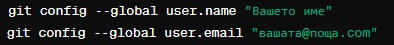 git config --global user.name "Вашето име"
git config --global user.email "вашата@поща.com"